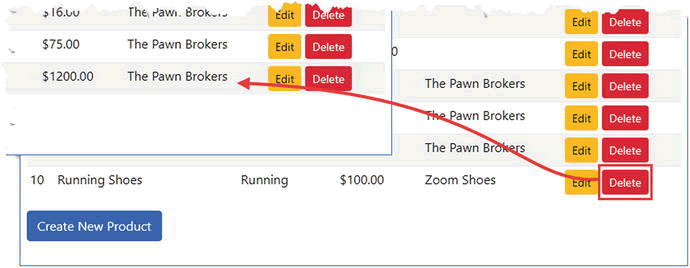 $16.00 The Pawn Brokers Edit Delete
$75.00 The Pawn Brokers Edit Delete
$1200.00 The Pawn Brokers Edit Delete
Edit Delete
0 Edit Delete
The Pawn Brokers Edit Delete
The Pawn Brokers Edit Delete
The Pawn Brokers Edit Delete
10 Running Shoes Running $100.00 Zoom Shoes Edit Delete
Create New Product